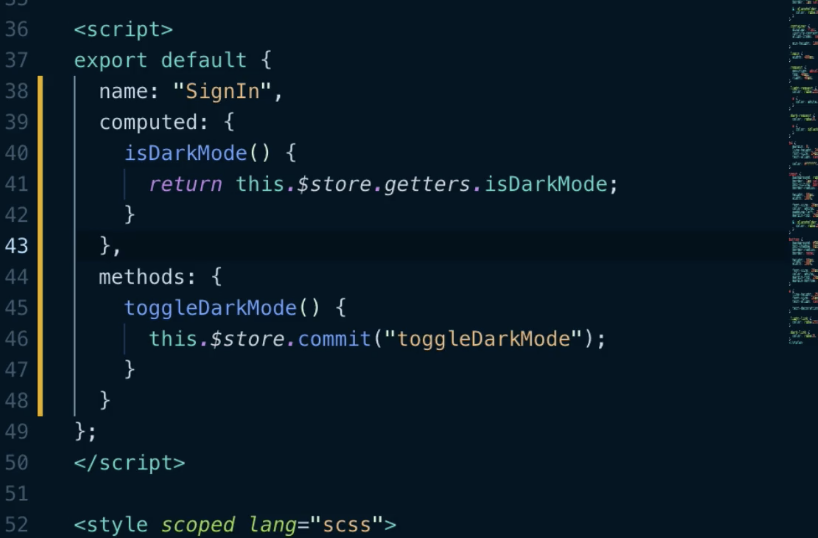 36 <script>
37 export default {
38 name: "SignIn",
39 computed: {
40 isDarkMode() {
41 return this.$store.getters.isDarkMode;
42 }
43 },
44 methods: {
45 toggleDarkMode() {
46 this.$store.commit("toggleDarkMode");
47 }
48 }
49 };
50 </script>
51
52 <style scoped lang="scss">